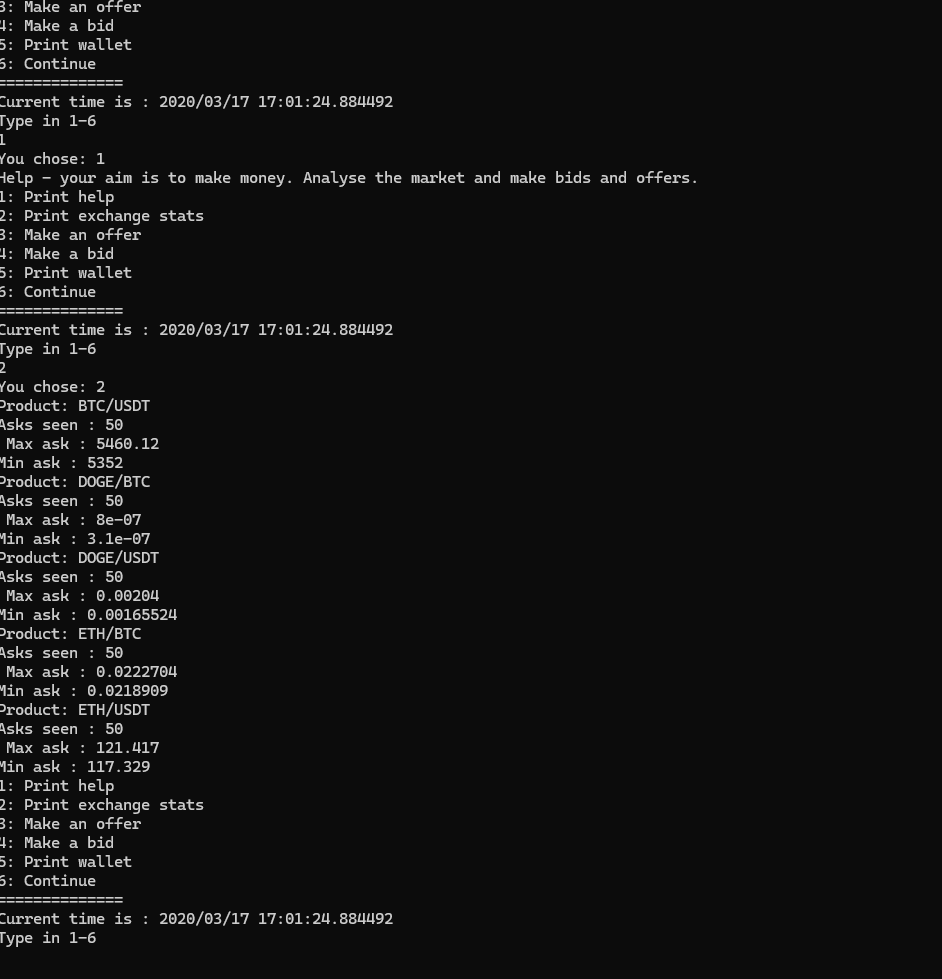 3: Make an offer
4: Make a bid
5: Print wallet
6: Continue
==============
Current time is : 2020/03/17 17:01:24.884492
Type in 1-6
1
You chose: 1
Help - your aim is to make money. Analyse the market and make bids and offers.
1: Print help
2: Print exchange stats
3: Make an offer
4: Make a bid
5: Print wallet
6: Continue
==============
Current time is : 2020/03/17 17:01:24.884492
Type in 1-6
2
You chose: 2
Product: BTC/USDT
Asks seen : 50
 Max ask : 5460.12
Min ask : 5352
Product: DOGE/BTC
Asks seen : 50
 Max ask : 8e-07
Min ask : 3.1e-07
Product: DOGE/USDT
Asks seen : 50
 Max ask : 0.00204
Min ask : 0.00165524
Product: ETH/BTC
Asks seen : 50
 Max ask : 0.0222704
Min ask : 0.0218909
Product: ETH/USDT
Asks seen : 50
 Max ask : 121.417
Min ask : 117.329
1: Print help
2: Print exchange stats
3: Make an offer
4: Make a bid
5: Print wallet
6: Continue
==============
Current time is : 2020/03/17 17:01:24.884492
Type in 1-6